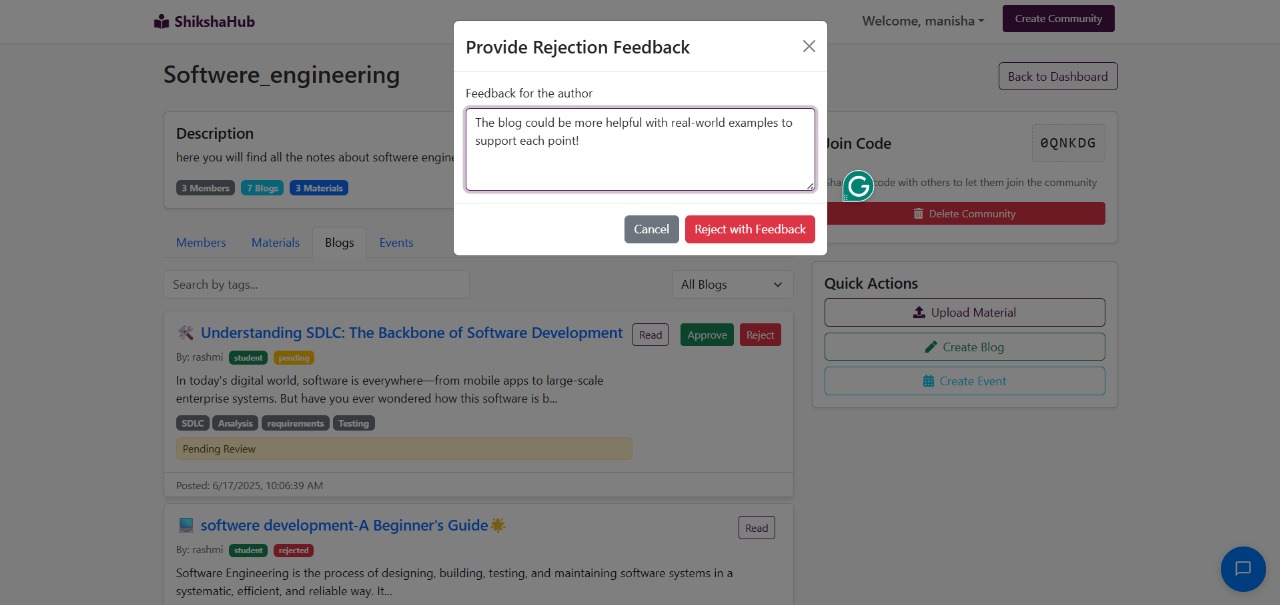 ShikshaHub
Welcome, manisha
Create Community
Provide Rejection Feedback
Feedback for the author
The blog could be more helpful with real-world examples to
support each point!
Cancel
Reject with Feedback
Softwere_engineering
Back to Dashboard
Description
here you will find all the notes about softwere engine
3 Members
7 Blogs
3 Materials
Join Code
0QNKDG
code with others to let them join the community
Delete Community
Members
Materials
Blogs
Events
Search by tags...
All Blogs
Quick Actions
Upload Material
Create Blog
Create Event
Understanding SDLC: The Backbone of Software Development
Read
Approve
Reject
By: rashmi
student
pending
In today's digital world, software is everywhere—from mobile apps to large-scale
enterprise systems. But have you ever wondered how this software is b...
SDLC
Analysis
requirements
Testing
Pending Review
Posted: 6/17/2025, 10:06:39 AM
softwere development-A Beginner's Guide
Read
By: rashmi
student
rejected
Software Engineering is the process of designing, building, testing, and maintaining software systems in a
systematic, efficient, and reliable way. It...